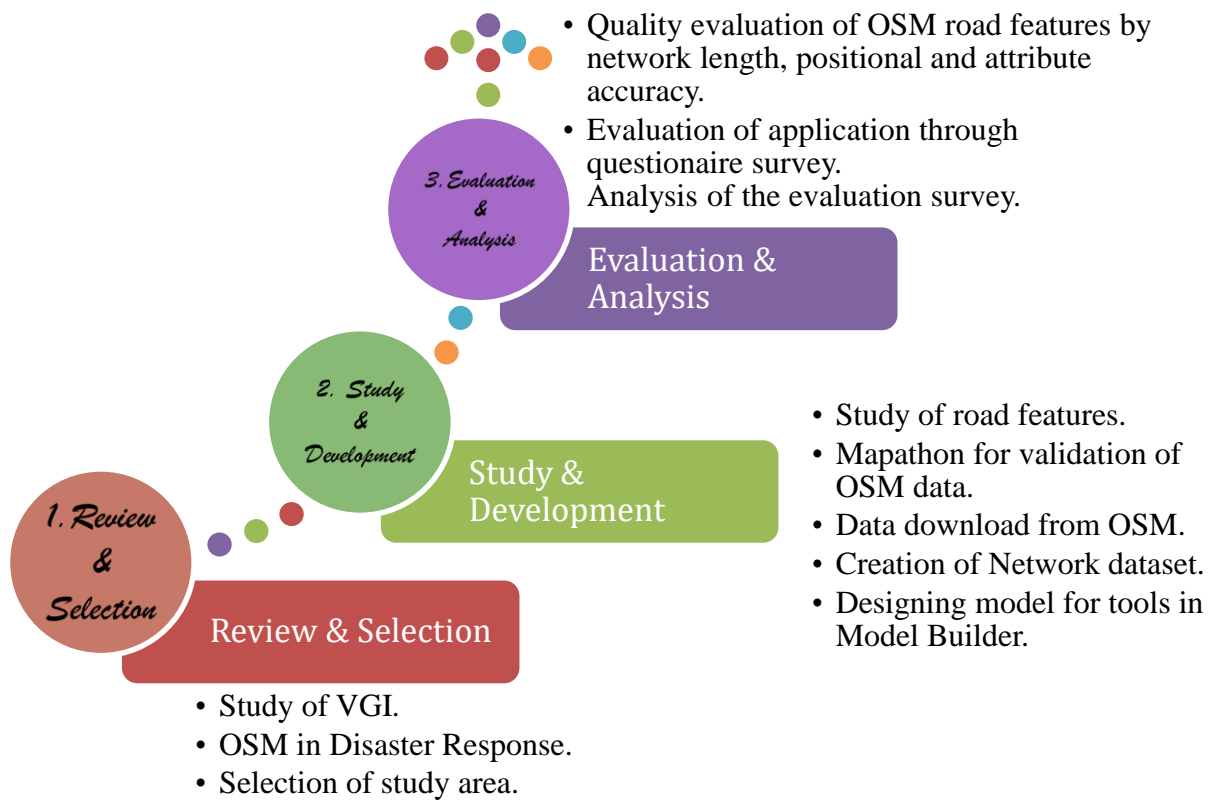 • Quality evaluation of OSM road features by
network length, positional and attribute
accuracy.
• Evaluation of application through
questionaire survey.
Analysis of the evaluation survey.
3. Evaluation
&
Analysis
Evaluation &
Analysis
2. Study
&
Development
Study &
Development
• Study of road features.
• Mapathon for validation of
OSM data.
• Data download from OSM.
• Creation of Network dataset.
• Designing model for tools in
Model Builder.
1. Review
&
Selection
Review & Selection
• Study of VGI.
• OSM in Disaster Response.
• Selection of study area.